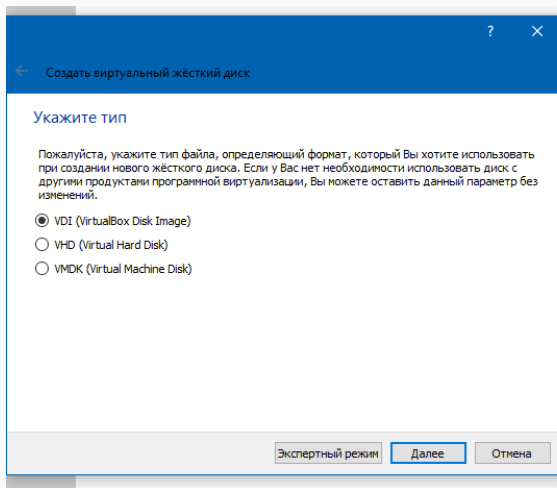 Создать виртуальный жёсткий диск
Укажите тип
Пожалуйста, укажите тип файла, определяющий формат, который Вы хотите использовать
при создании нового жёсткого диска. Если у Вас нет необходимости использовать диск с
другими продуктами программной виртуализации, Вы можете оставить данный параметр без
изменений.
VDI (VirtualBox Disk Image)
VHD (Virtual Hard Disk)
VMDK (Virtual Machine Disk)
Экспертный режим Далее Отмена